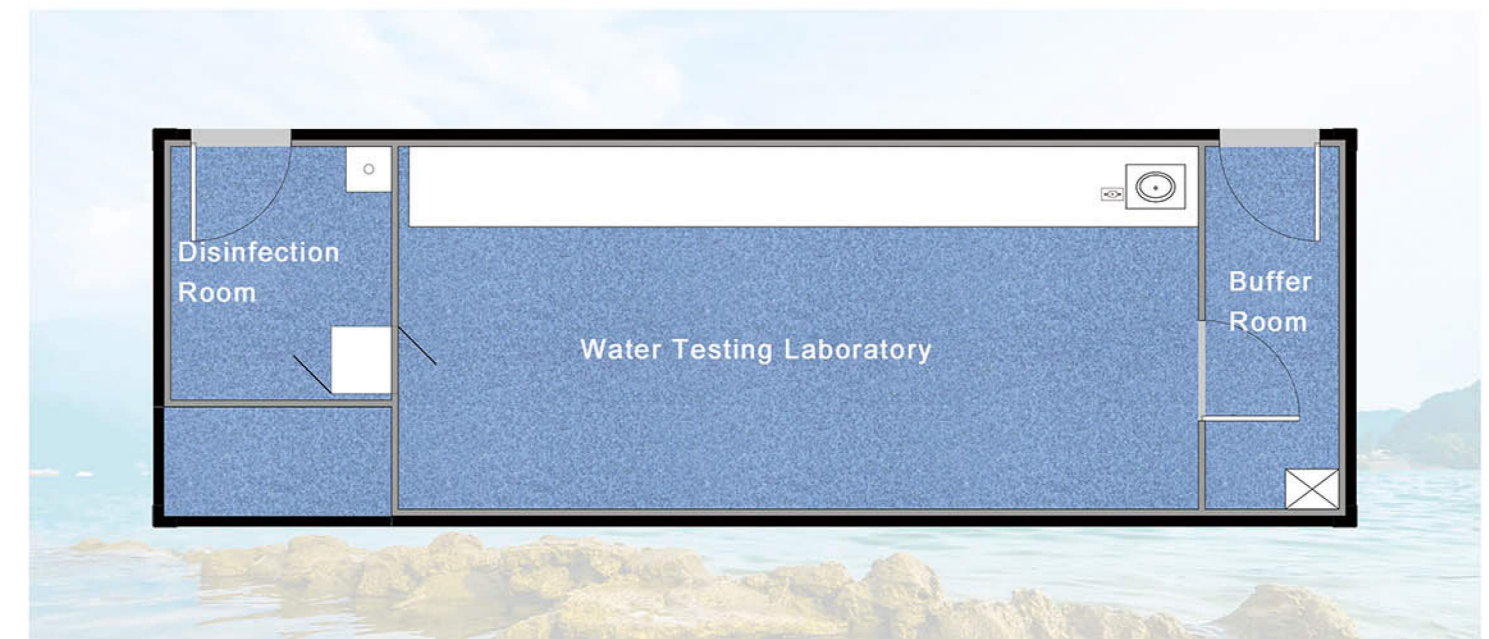 Disinfection
Room
Water Testing Laboratory
Buffer
Room